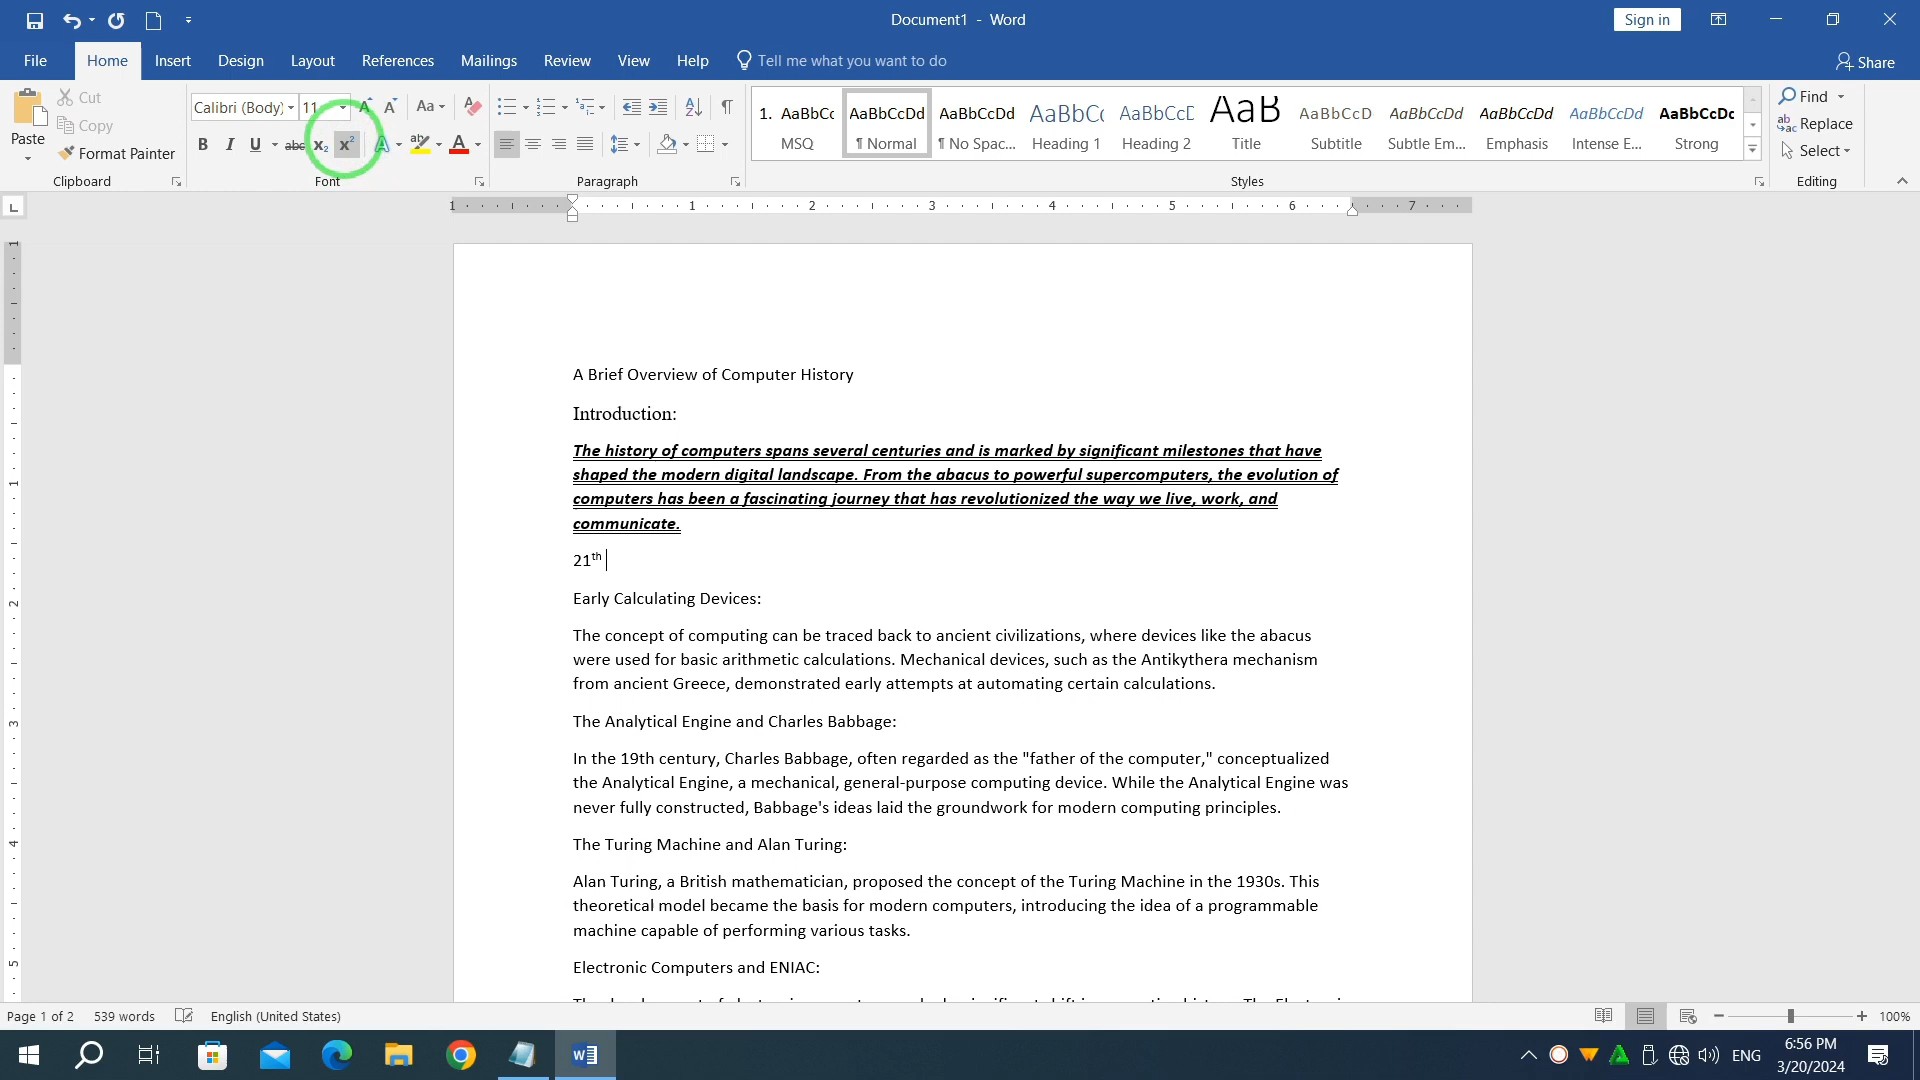 Document1 - Word
Sign in
File Home Insert Design Layout References Mailings Review View Help Tell me what you want to do Share
Paste
Cut
Copy
Format Painter
Clipboard
Calibri (Body) 11
Font
Paragraph
1. AaBbCc AaBbCcDd AaBbCcDd AaBbCc AaBbCcD AaB AaBbCcD AaBbCcDd AaBbCcDd AaBbCcDd AaBbCcDc
MSQ ¶ Normal ¶ No Spac... Heading 1 Heading 2 Title Subtitle Subtle Em... Emphasis Intense E... Strong
Styles
Find
Replace
Select
Editing
1 1 2 3 4 5 6 7
A Brief Overview of Computer History
Introduction:
The history of computers spans several centuries and is marked by significant milestones that have
shaped the modern digital landscape. From the abacus to powerful supercomputers, the evolution of
computers has been a fascinating journey that has revolutionized the way we live, work, and
communicate.
21th
Early Calculating Devices:
The concept of computing can be traced back to ancient civilizations, where devices like the abacus
were used for basic arithmetic calculations. Mechanical devices, such as the Antikythera mechanism
from ancient Greece, demonstrated early attempts at automating certain calculations.
The Analytical Engine and Charles Babbage:
In the 19th century, Charles Babbage, often regarded as the "father of the computer," conceptualized
the Analytical Engine, a mechanical, general-purpose computing device. While the Analytical Engine was
never fully constructed, Babbage's ideas laid the groundwork for modern computing principles.
The Turing Machine and Alan Turing:
Alan Turing, a British mathematician, proposed the concept of the Turing Machine in the 1930s. This
theoretical model became the basis for modern computers, introducing the idea of a programmable
machine capable of performing various tasks.
Electronic Computers and ENIAC:
Page 1 of 2 539 words English (United States) 100%
ENG
6:56 PM
3/20/2024